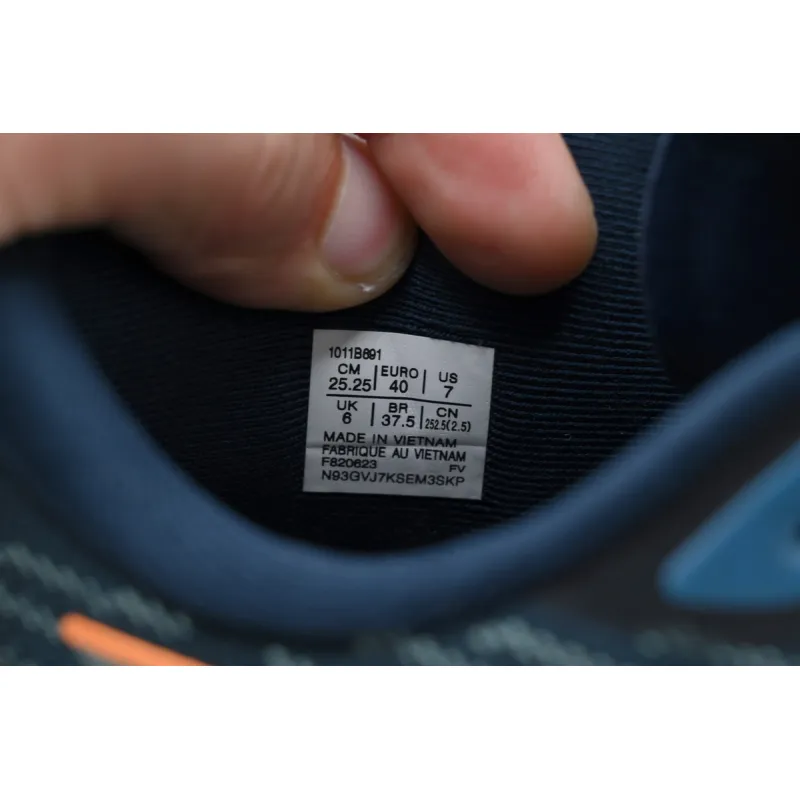 1011B691
CM EURO US
25.25 40 7
UK BR CN
6 37.5 252.5(2.5)
MADE IN VIETNAM
FABRIQUE AU VIETNAM
F820623 FV
N93GVJ7KSEM3SKP